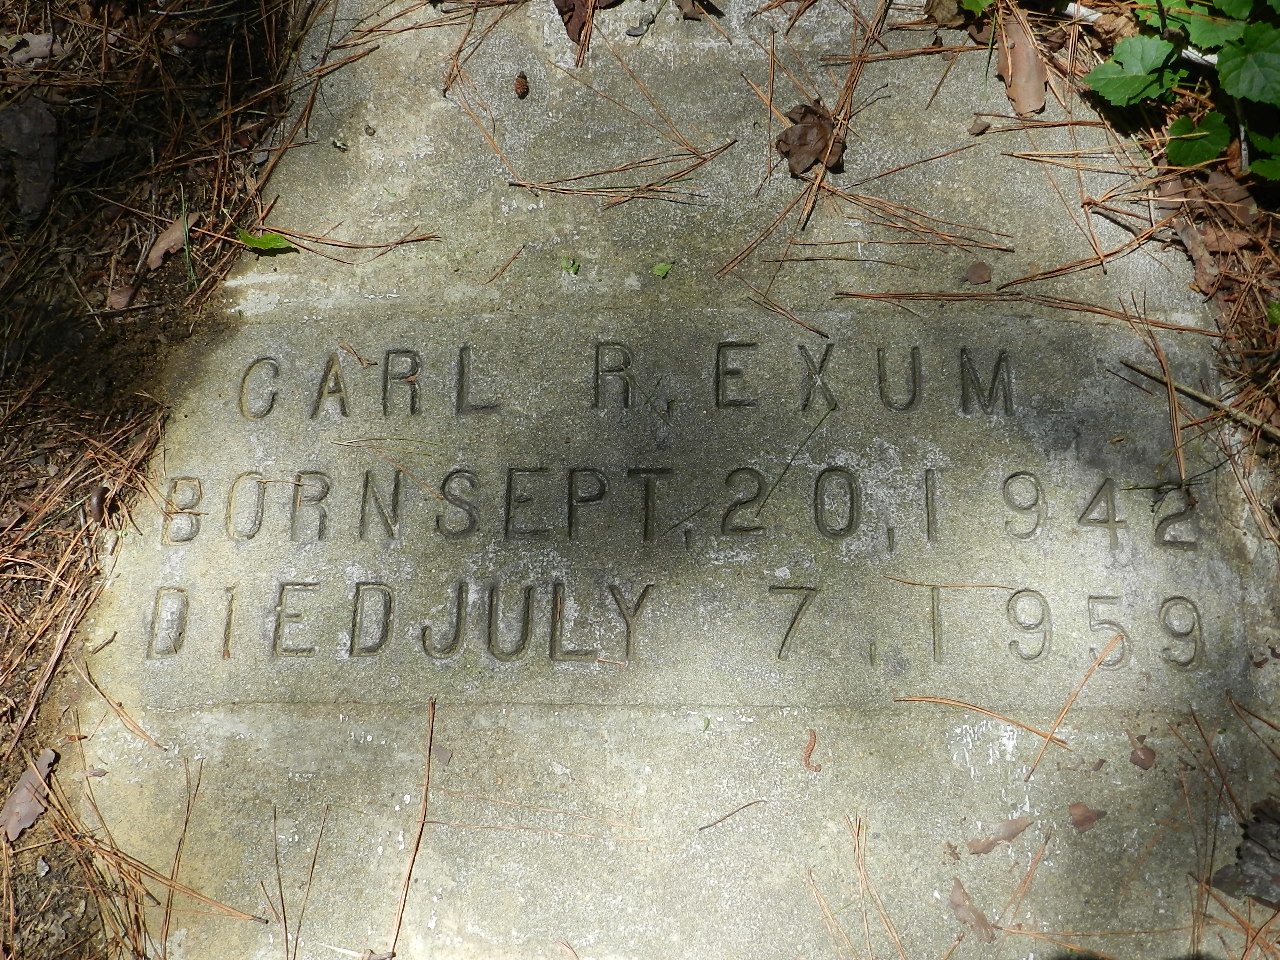 CARL R. EXUM
BORN SEPT. 20, 1942
DIED JULY 7, 1959